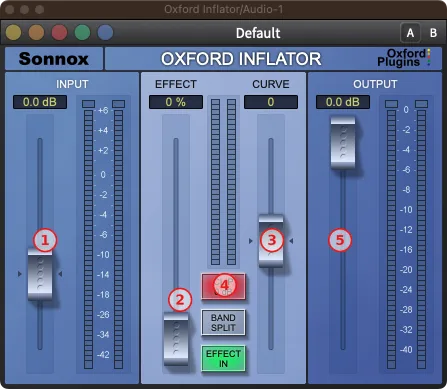 Oxford Inflator/Audio-1
Default
A B
Sonnox
OXFORD INFLATOR
Oxford
Plugins
INPUT
EFFECT
CURVE
OUTPUT
0.0 dB
0 %
0
0.0 dB
+6
+4
+2
0
-2
-4
-6
-10
-14
-18
-26
-34
-42
0
-2
-4
-6
-8
-10
-12
-16
-20
-24
-28
-32
-40
1
2
3
4
5
BAND
SPLIT
EFFECT
IN